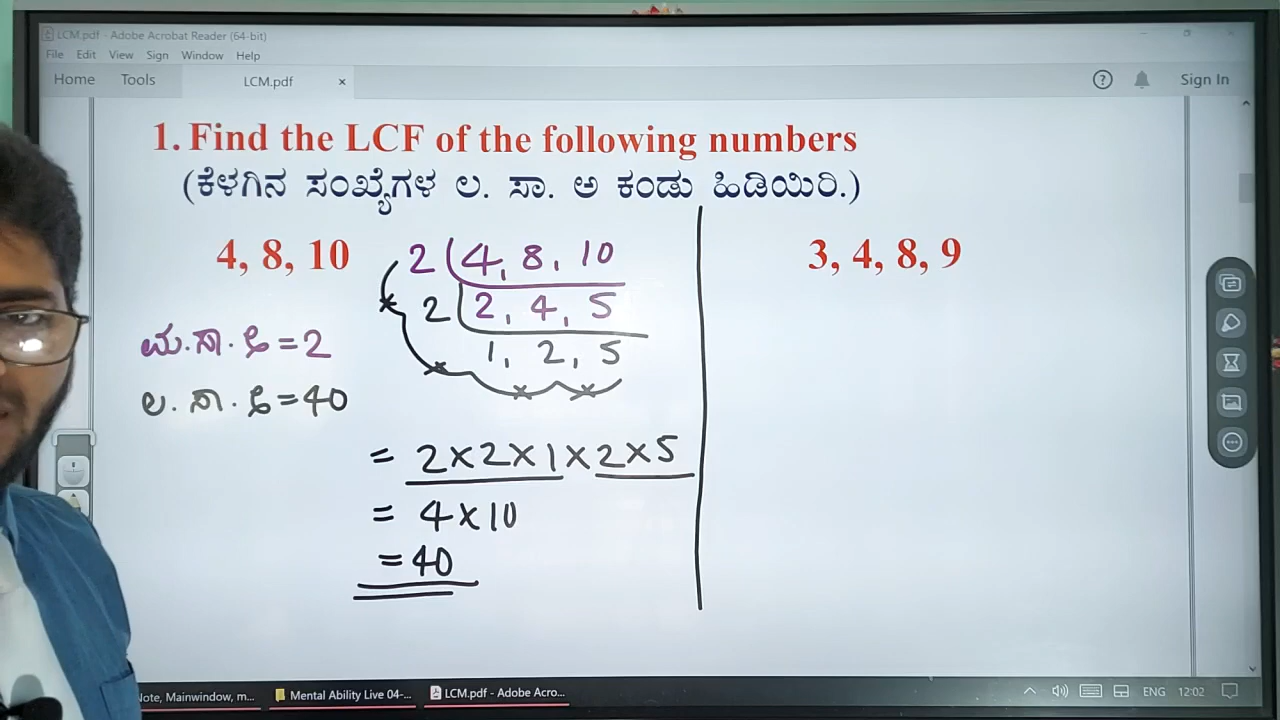 LCM.pdf - Adobe Acrobat Reader (64-bit)
File Edit View Sign Window Help
Home Tools LCM.pdf × Sign In
1. Find the LCF of the following numbers
(ಕೆಳಗಿನ ಸಂಖ್ಯೆಗಳ ಲ. ಸಾ. ಅ ಕಂಡು ಹಿಡಿಯಿರಿ.)
4, 8, 10
2 4, 8, 10
2 2, 4, 5
1, 2, 5
ಮ.ಸಾ.ಅ = 2
ಲ.ಸಾ.ಅ = 40
= 2×2×1×2×5
= 4×10
= 40
3, 4, 8, 9
Note, Mainwindow, m... Mental Ability Live 04-... LCM.pdf - Adobe Acro... ENG 12:02